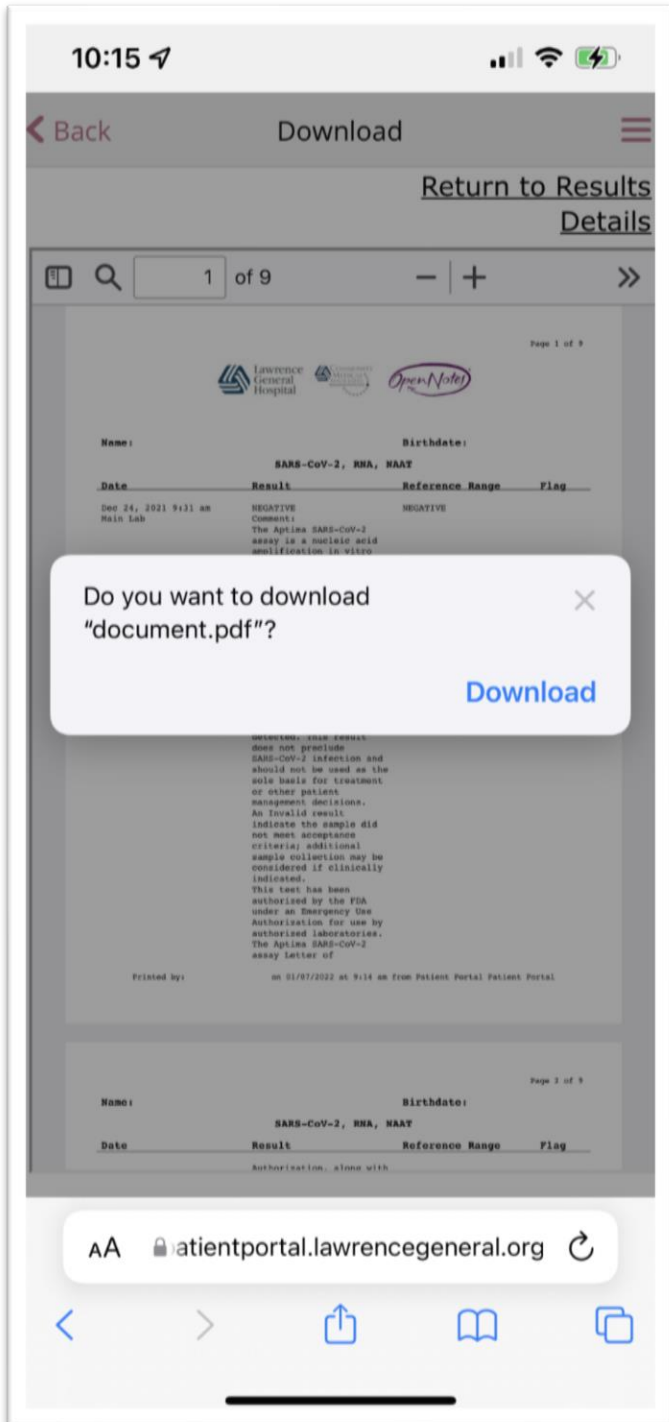 10:15
Back
Download
Return to Results
Details
1 of 9
Page 1 of 9
Lawrence
General
Hospital
OpenNotes
Name:
Birthdate:
SARS-CoV-2, RNA, NAAT
Date Result Reference Range Flag
Dec 24, 2021 9:31 am NEGATIVE NEGATIVE
Main Lab Comment:
The Aptima SARS-CoV-2
assay is a nucleic acid
amplification in vitro
Do you want to download
“document.pdf”?
Download
detected. This result
does not preclude
SARS-CoV-2 infection and
should not be used as the
sole basis for treatment
or other patient
management decisions.
An Invalid result
indicate the sample did
not meet acceptance
criteria; additional
sample collection may be
considered if clinically
indicated.
This test has been
authorized by the FDA
under an Emergency Use
Authorization for use by
authorized laboratories.
The Aptima SARS-CoV-2
assay Letter of
Printed by: on 01/07/2022 at 9:14 am from Patient Portal Patient Portal
Page 2 of 9
Name:
Birthdate:
SARS-CoV-2, RNA, NAAT
Date Result Reference Range Flag
Authorization, along with
AA atientportal.lawrencegeneral.org